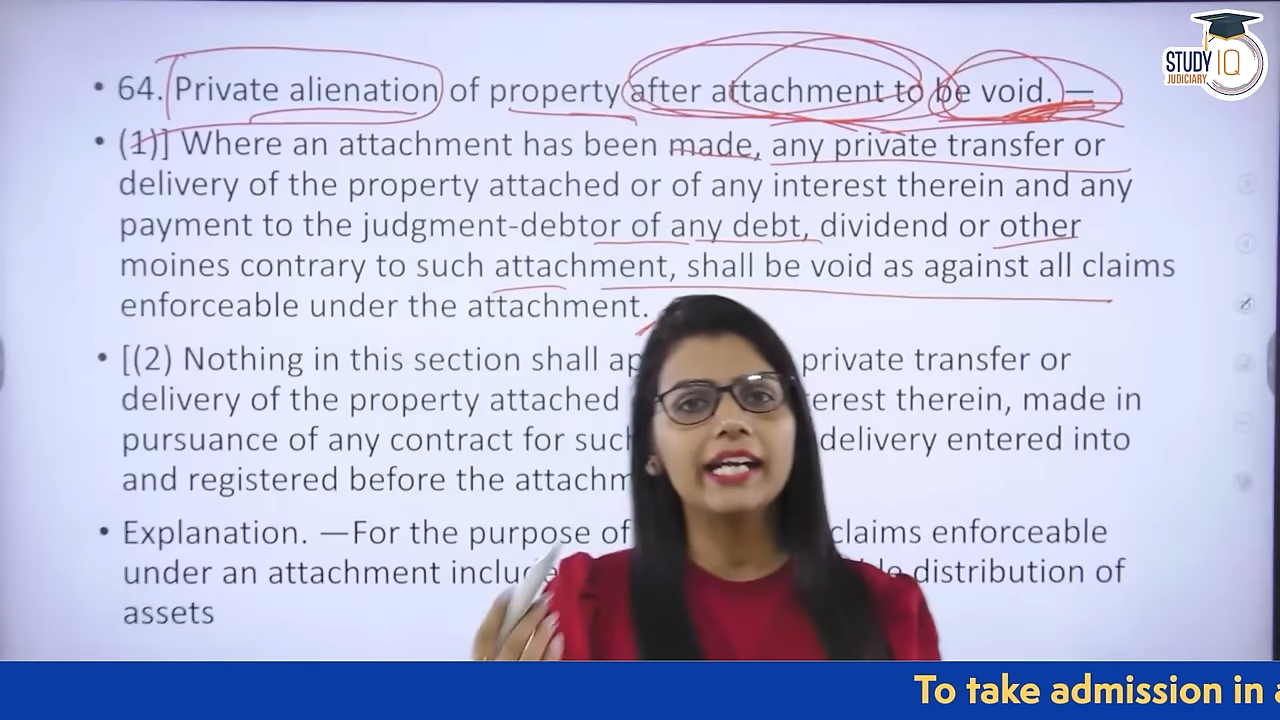 STUDY IQ
JUDICIARY
• 64. Private alienation of property after attachment to be void. —
• (1)] Where an attachment has been made, any private transfer or
delivery of the property attached or of any interest therein and any
payment to the judgment-debtor of any debt, dividend or other
moines contrary to such attachment, shall be void as against all claims
enforceable under the attachment.
• [(2) Nothing in this section shall private transfer or
delivery of the property attached therein, made in
pursuance of any contract for delivery entered into
and registered before the
• Explanation. —For the purpose of claims enforceable
under an attachment distribution of
assets
To take admission in